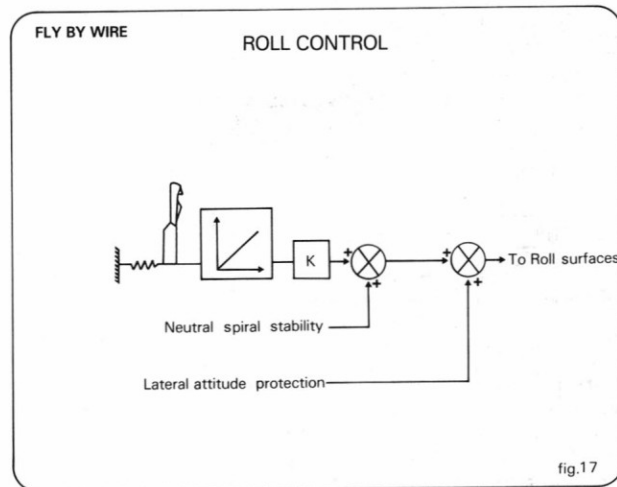 FLY BY WIRE
ROLL CONTROL
K
+
+
+
+
To Roll surfaces
Neutral spiral stability
Lateral attitude protection
fig.17